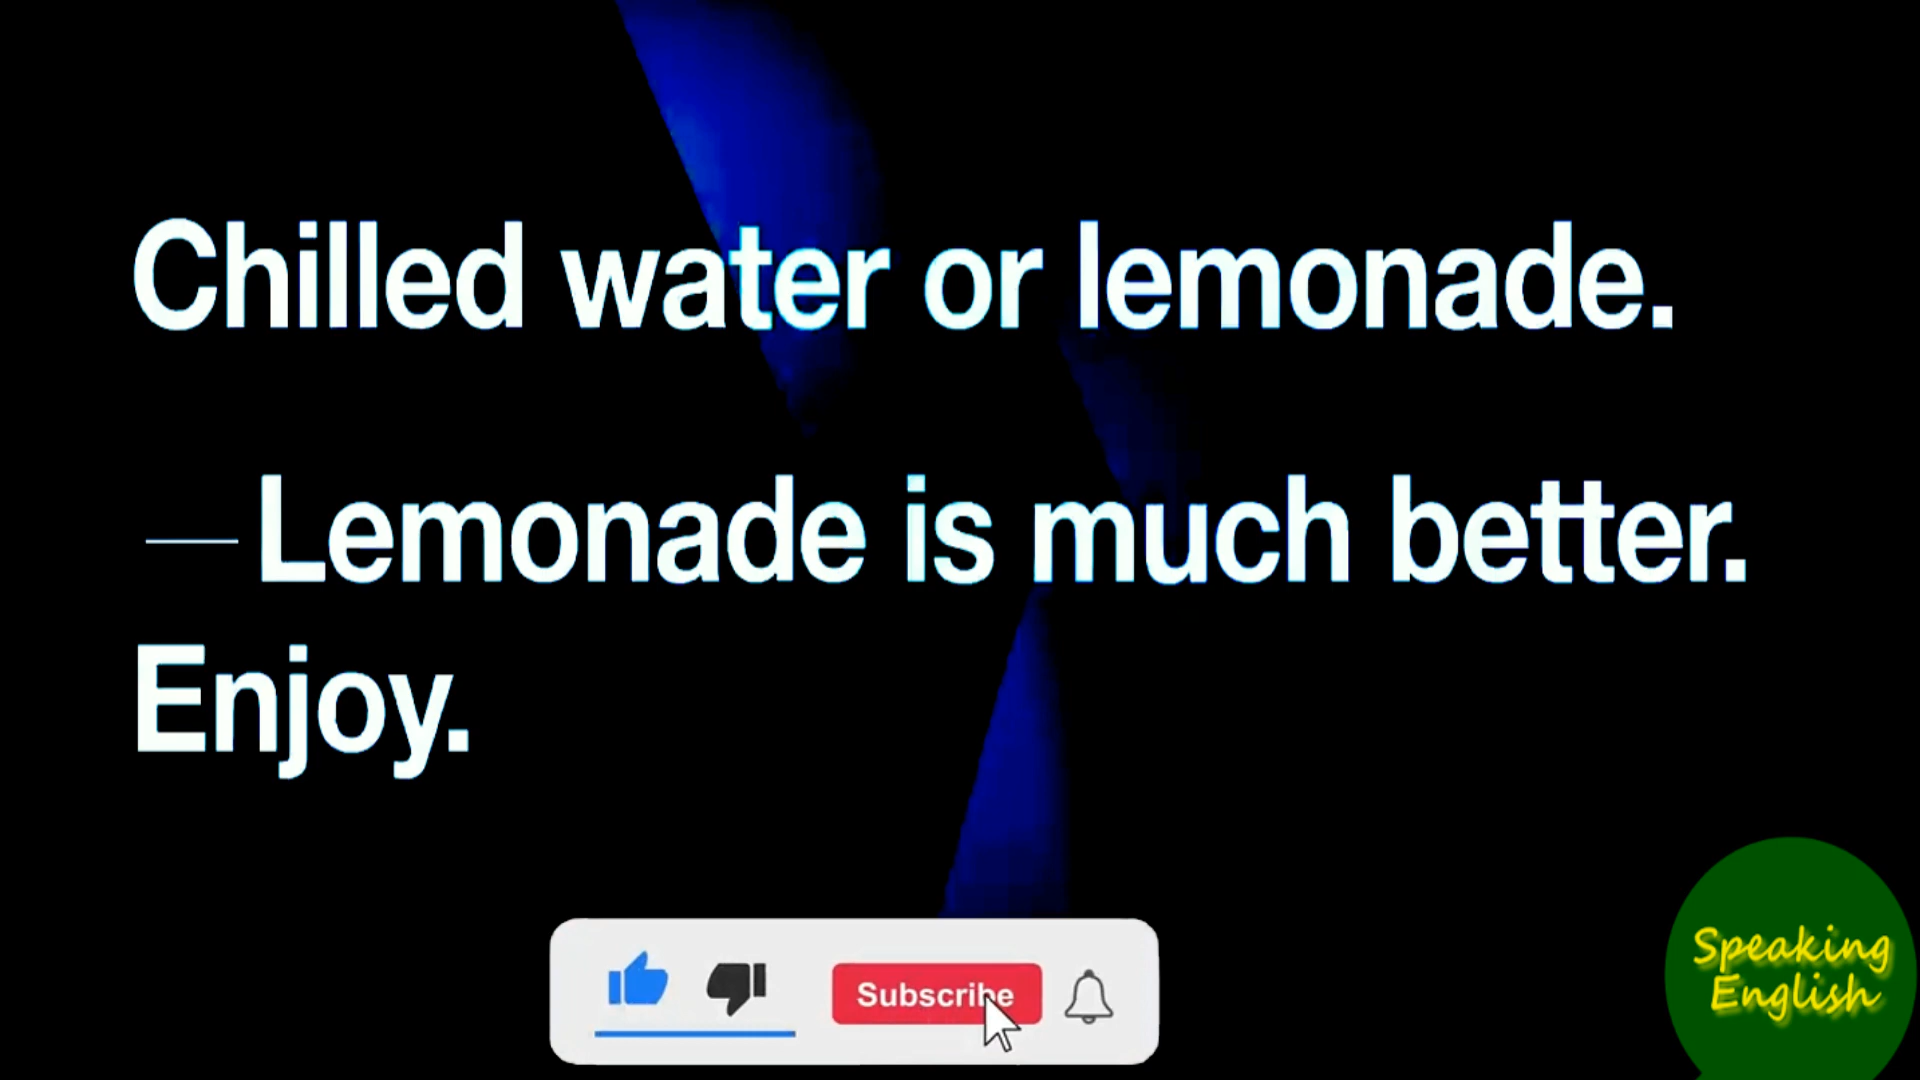 Chilled water or lemonade.
—Lemonade is much better.
Enjoy.
Subscribe
Speaking
English